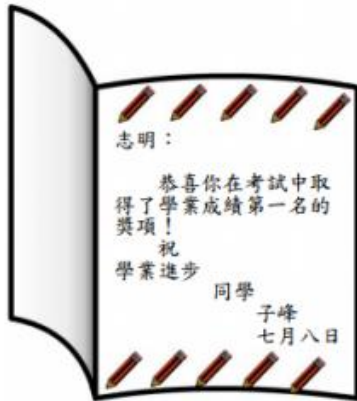 志明：
恭喜你在考試中取
得了學業成績第一名的
獎項！
祝
學業進步
同學
子峰
七月八日